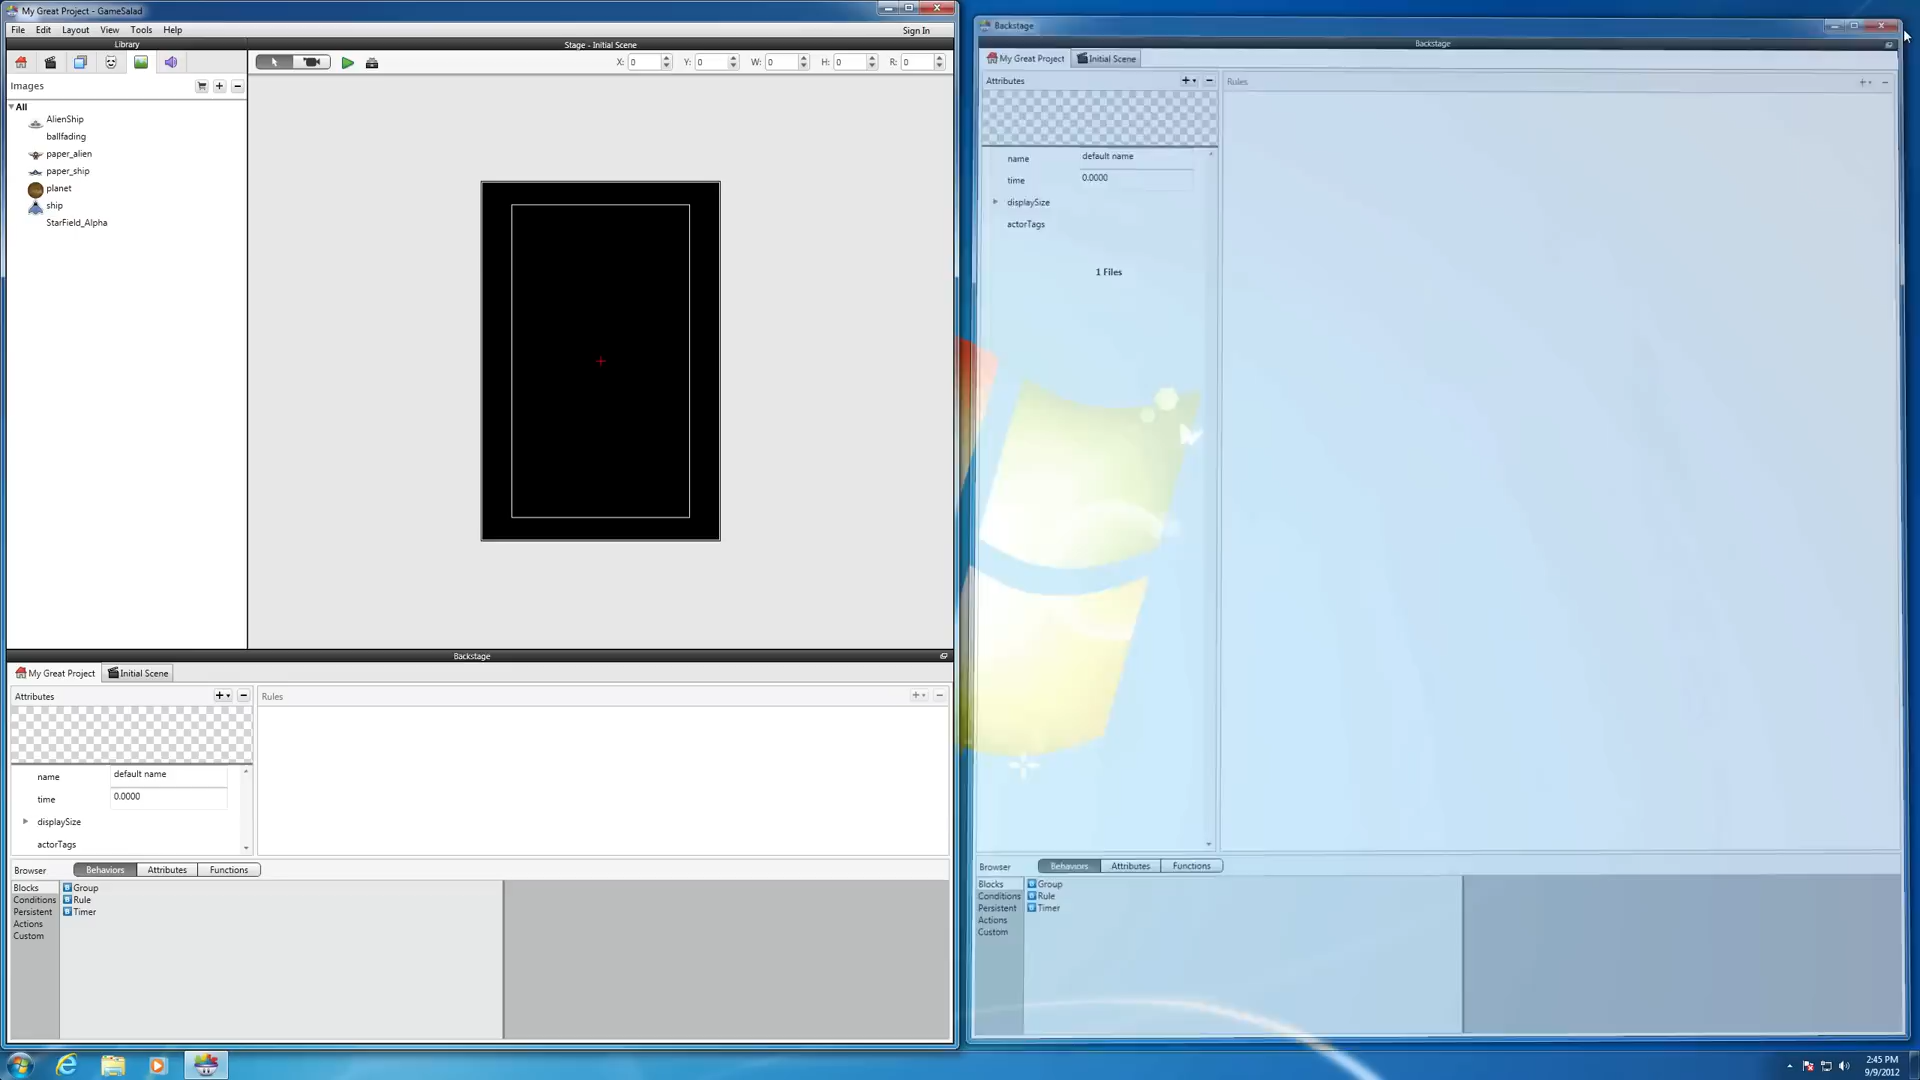 My Great Project - GameSalad
File Edit Layout View Tools Help
Sign In
Library
Stage - Initial Scene
X: 0 Y: 0 W: 0 H: 0 R: 0
Images
All
AlienShip
ballfading
paper_alien
paper_ship
planet
ship
StarField_Alpha
Backstage
My Great Project Initial Scene
Attributes
Rules
name default name
time 0.0000
displaySize
actorTags
Browser Behaviors Attributes Functions
Blocks
Conditions
Persistent
Actions
Custom
Group
Rule
Timer
Backstage
Backstage
My Great Project Initial Scene
Attributes
Rules
name default name
time 0.0000
displaySize
actorTags
1 Files
Browser Behaviors Attributes Functions
Blocks
Conditions
Persistent
Actions
Custom
Group
Rule
Timer
2:45 PM
9/9/2012